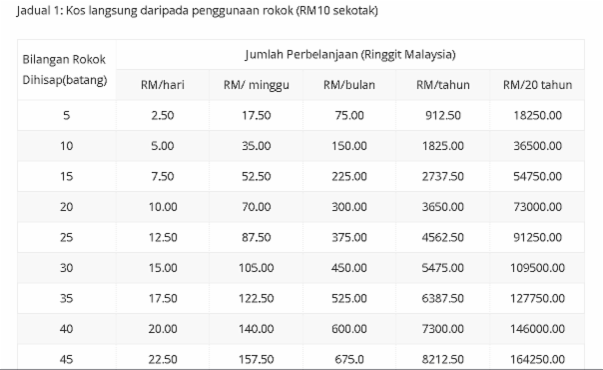 Jadual 1: Kos langsung daripada penggunaan rokok (RM10 sekotak)
Bilangan Rokok Dihisap(batang) Jumlah Perbelanjaan (Ringgit Malaysia)
RM/hari RM/ minggu RM/bulan RM/tahun RM/20 tahun
5 2.50 17.50 75.00 912.50 18250.00
10 5.00 35.00 150.00 1825.00 36500.00
15 7.50 52.50 225.00 2737.50 54750.00
20 10.00 70.00 300.00 3650.00 73000.00
25 12.50 87.50 375.00 4562.50 91250.00
30 15.00 105.00 450.00 5475.00 109500.00
35 17.50 122.50 525.00 6387.50 127750.00
40 20.00 140.00 600.00 7300.00 146000.00
45 22.50 157.50 675.0 8212.50 164250.00